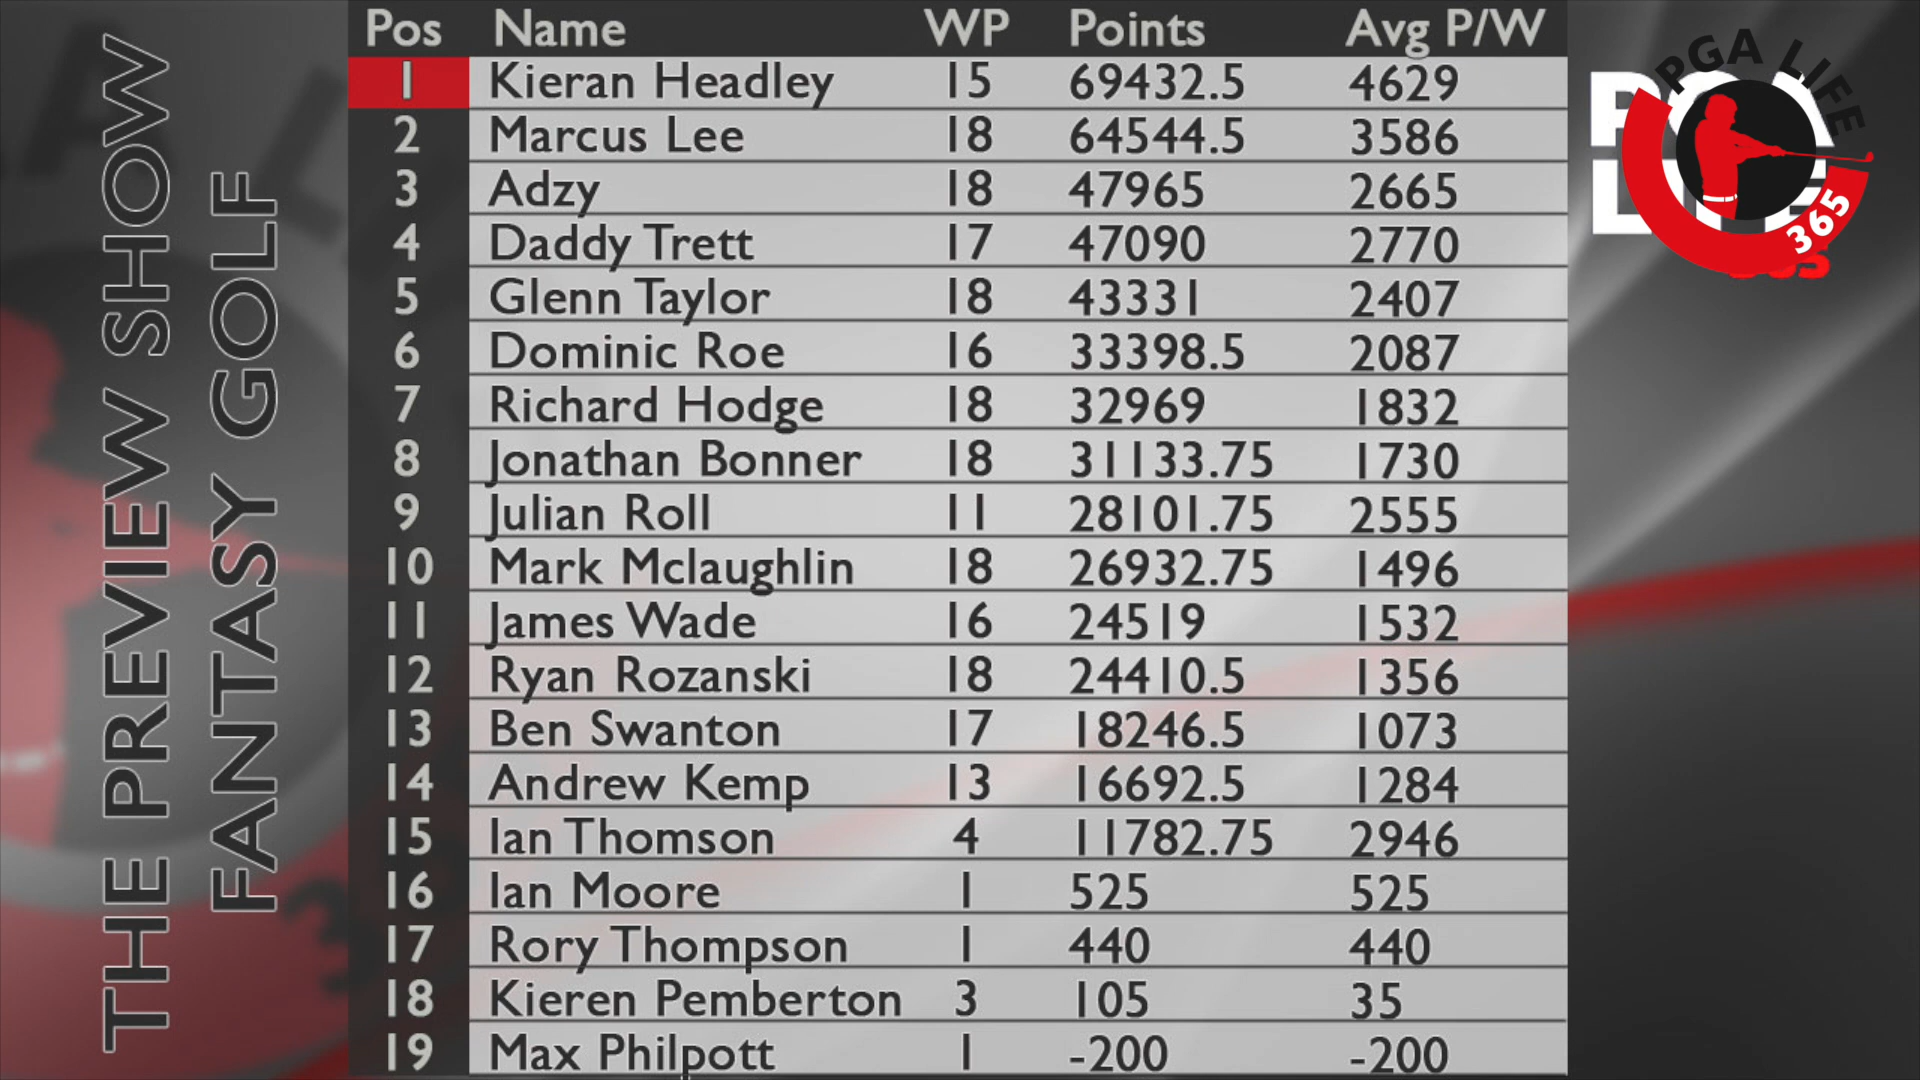 THE PREVIEW SHOW
FANTASY GOLF
Pos Name WP Points Avg P/W
1 Kieran Headley 15 69432.5 4629
2 Marcus Lee 18 64544.5 3586
3 Adzy 18 47965 2665
4 Daddy Trett 17 47090 2770
5 Glenn Taylor 18 43331 2407
6 Dominic Roe 16 33398.5 2087
7 Richard Hodge 18 32969 1832
8 Jonathan Bonner 18 31133.75 1730
9 Julian Roll 11 28101.75 2555
10 Mark Mclaughlin 18 26932.75 1496
11 James Wade 16 24519 1532
12 Ryan Rozanski 18 24410.5 1356
13 Ben Swanton 17 18246.5 1073
14 Andrew Kemp 13 16692.5 1284
15 Ian Thomson 4 11782.75 2946
16 Ian Moore 1 525 525
17 Rory Thompson 1 440 440
18 Kieren Pemberton 3 105 35
19 Max Philpott 1 -200 -200
PGA LIFE
365